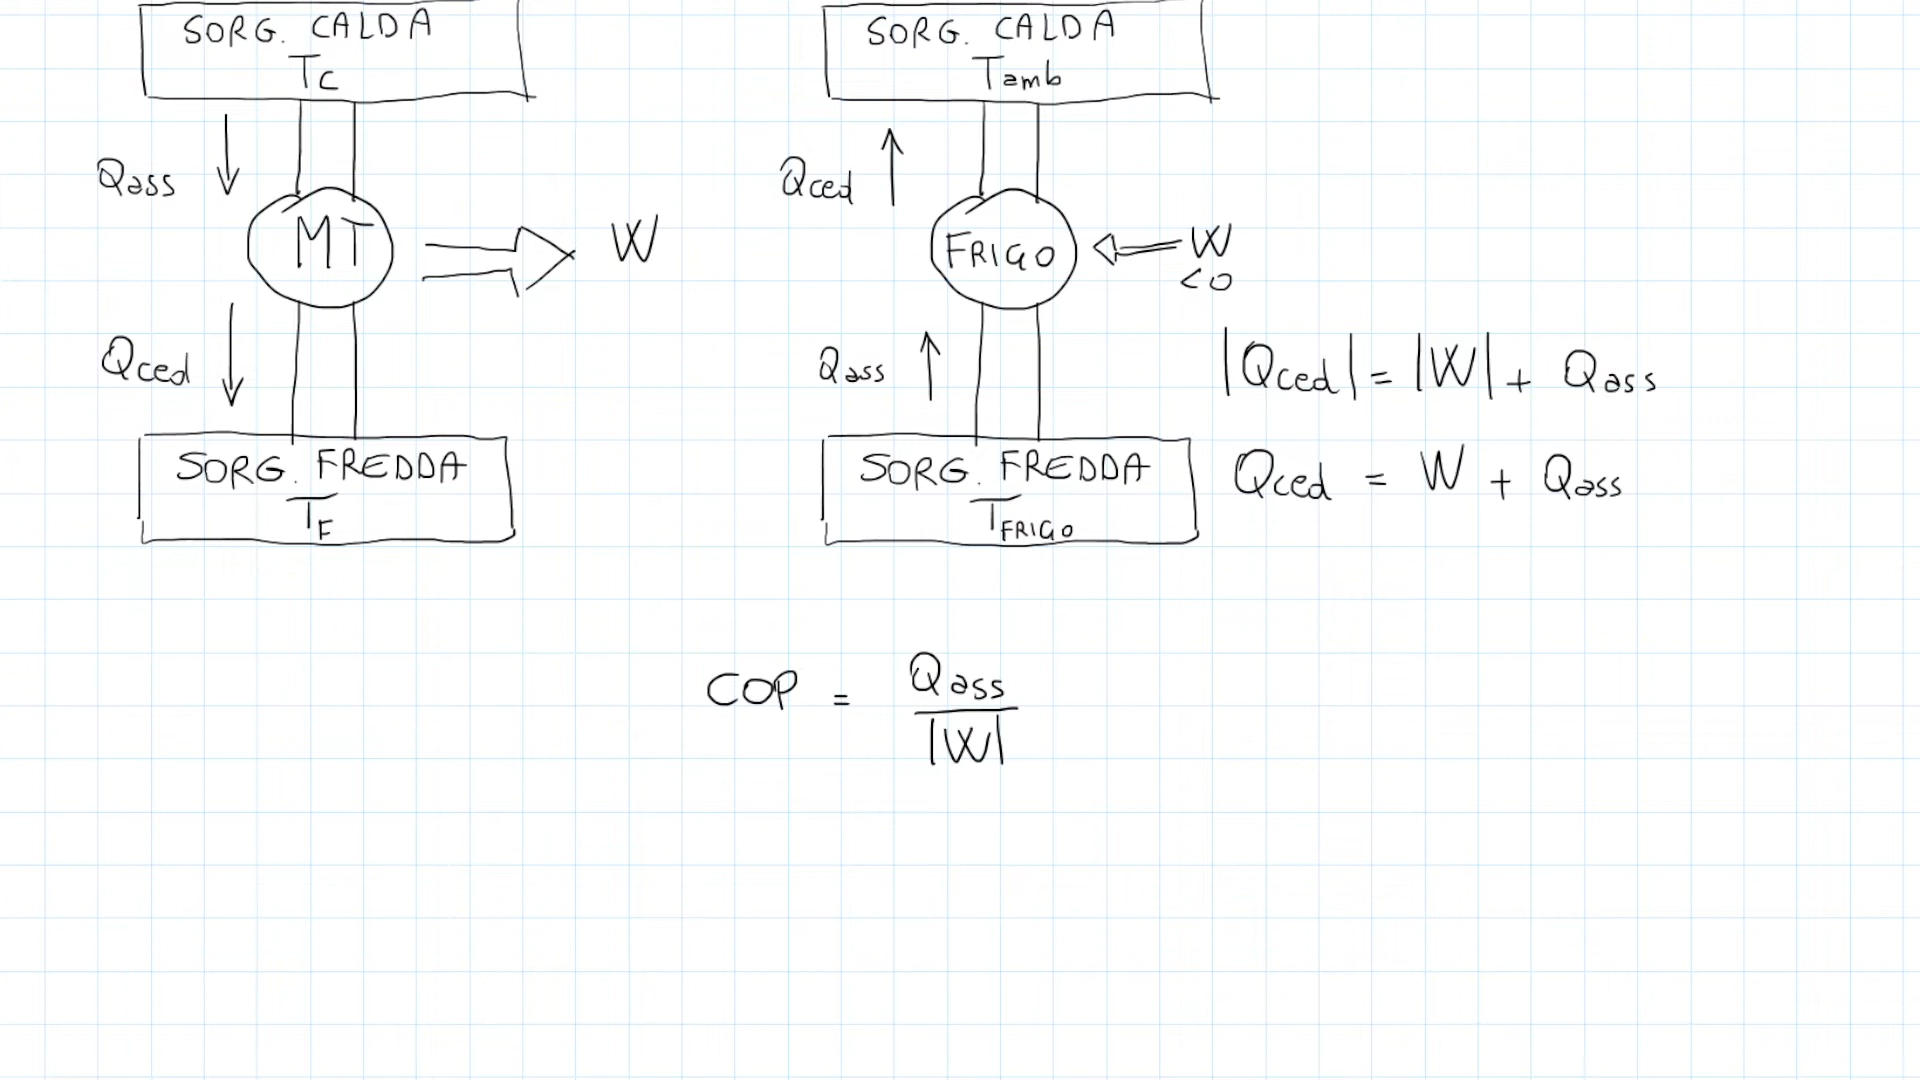 SORG. CALDA
Tc
Qass
MT
W
Qced
SORG. FREDDA
TF
SORG. CALDA
Tamb
Qced
FRIGO
W
<0
Qass
SORG. FREDDA
TFRIGO
|Qced| = |W| + Qass
Qced = W + Qass
COP = Qass
|W|